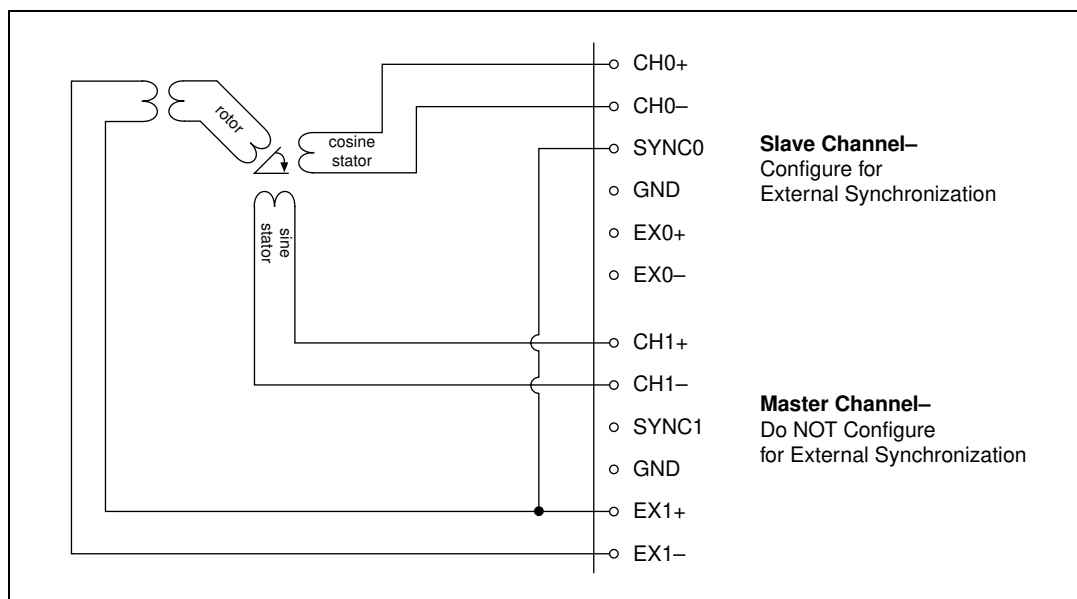 CH0+
CH0–
SYNC0
GND
EX0+
EX0–
Slave Channel–
Configure for
External Synchronization
rotor
cosine
stator
sine
stator
CH1+
CH1–
SYNC1
GND
EX1+
EX1–
Master Channel–
Do NOT Configure
for External Synchronization